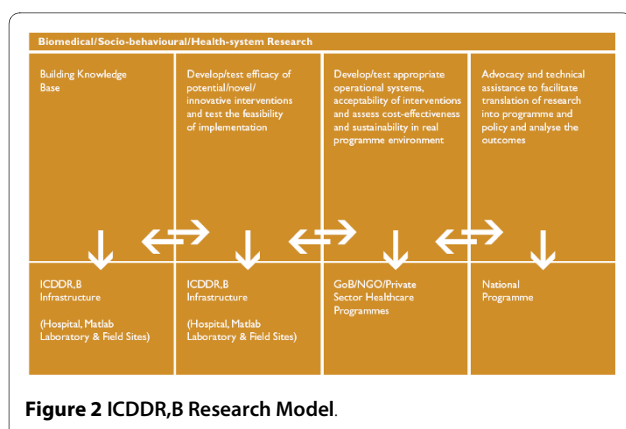 Biomedical/Socio-behavioural/Health-system Research
Building Knowledge
Base
Develop/test efficacy of
potential/novel/
innovative interventions
and test the feasibility
of implementation
Develop/test appropriate
operational systems,
acceptability of interventions
and assess cost-effectiveness
and sustainability in real
programme environment
Advocacy and technical
assistance to facilitate
translation of research
into programme and
policy and analyse the
outcomes
ICDDR,B
Infrastructure
(Hospital, Matlab
Laboratory & Field Sites)
ICDDR,B
Infrastructure
(Hospital, Matlab
Laboratory & Field Sites)
GoB/NGO/Private
Sector Healthcare
Programmes
National
Programme
Figure 2 ICDDR,B Research Model.